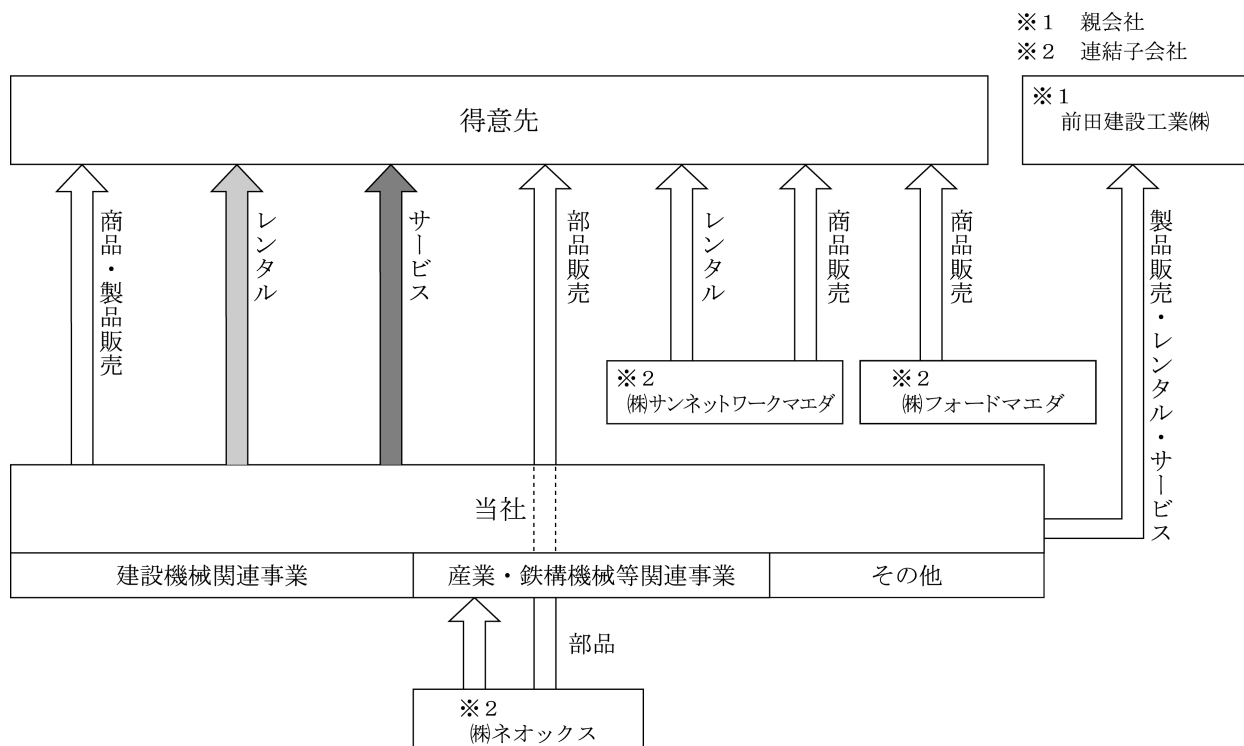 ※1 親会社
※2 連結子会社
得意先
※1
前田建設工業㈱
商品・製品販売
レンタル
サービス
部品販売
レンタル
商品販売
商品販売
製品販売・レンタル・サービス
※2
㈱サンネットワークマエダ
※2
㈱フォードマエダ
当社
建設機械関連事業
産業・鉄構機械等関連事業
その他
部品
※2
㈱ネオックス